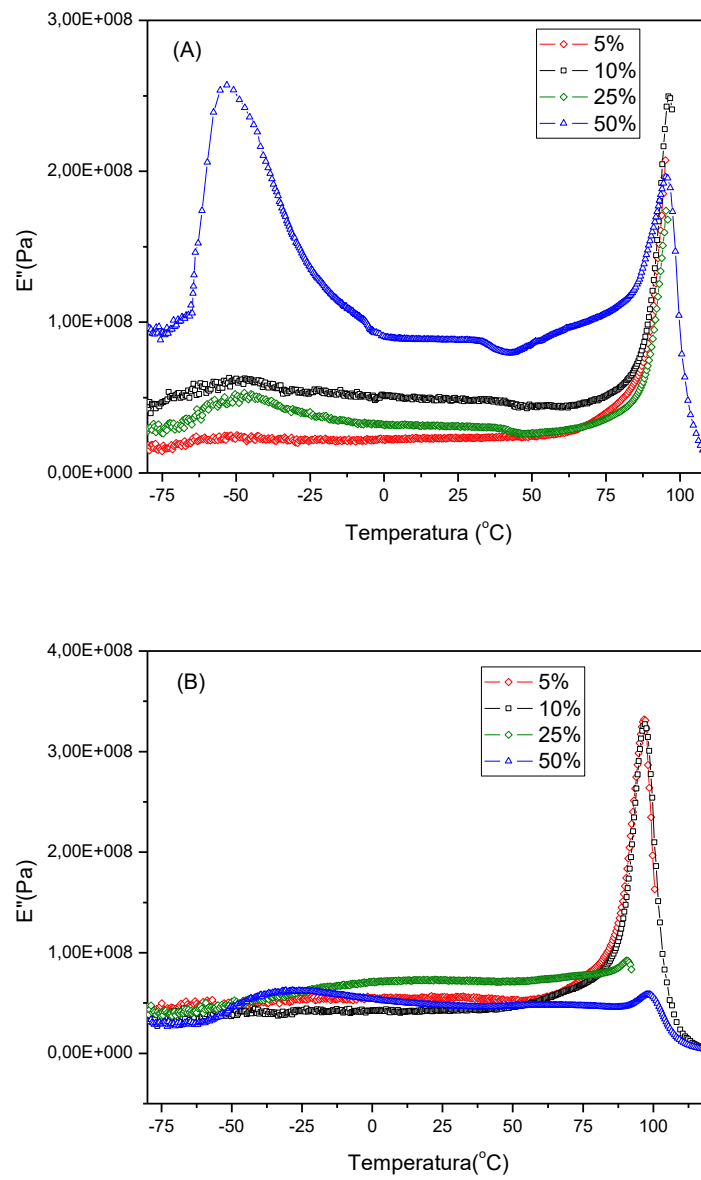 3,00E+008
(A)
5%
10%
25%
50%
2,00E+008
E"(Pa)
1,00E+008
0,00E+000
-75 -50 -25 0 25 50 75 100
Temperatura (°C)
4,00E+008
(B)
5%
10%
25%
50%
3,00E+008
2,00E+008
E"(Pa)
1,00E+008
0,00E+000
-75 -50 -25 0 25 50 75 100
Temperatura(°C)